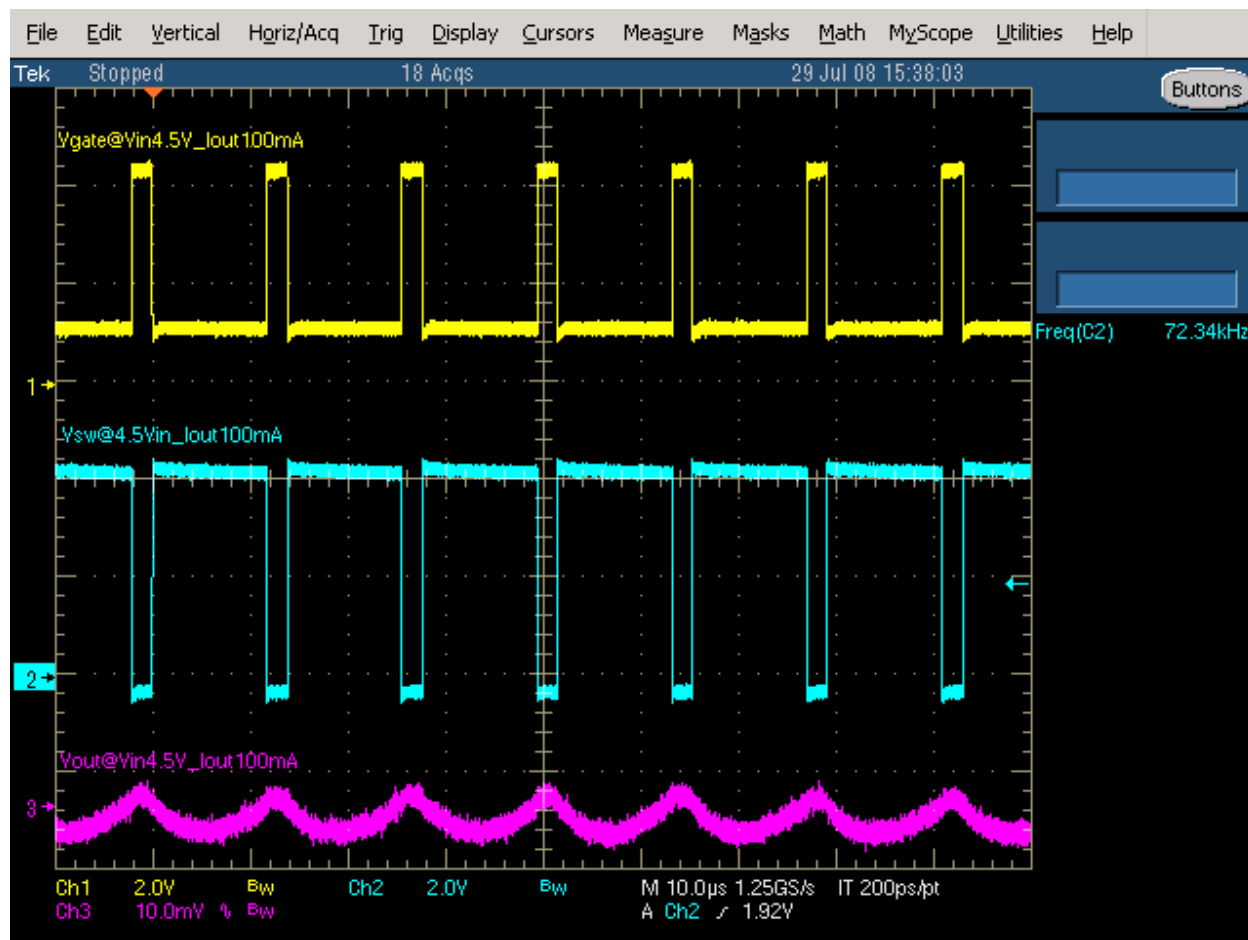 File Edit Vertical Horiz/Acq Trig Display Cursors Measure Masks Math MyScope Utilities Help
Tek Stopped 18 Acqs 29 Jul 08 15:38:03
Buttons
Vgate@Vin4.5V_Iout100mA
Freq(C2) 72.34kHz
1
Vsw@4.5Vin_Iout100mA
2
Vout@Vin4.5V_Iout100mA
3
Ch1 2.0V Bw Ch2 2.0V Bw M 10.0µs 1.25GS/s IT 200ps/pt
Ch3 10.0mV Bw A Ch2 1.92V